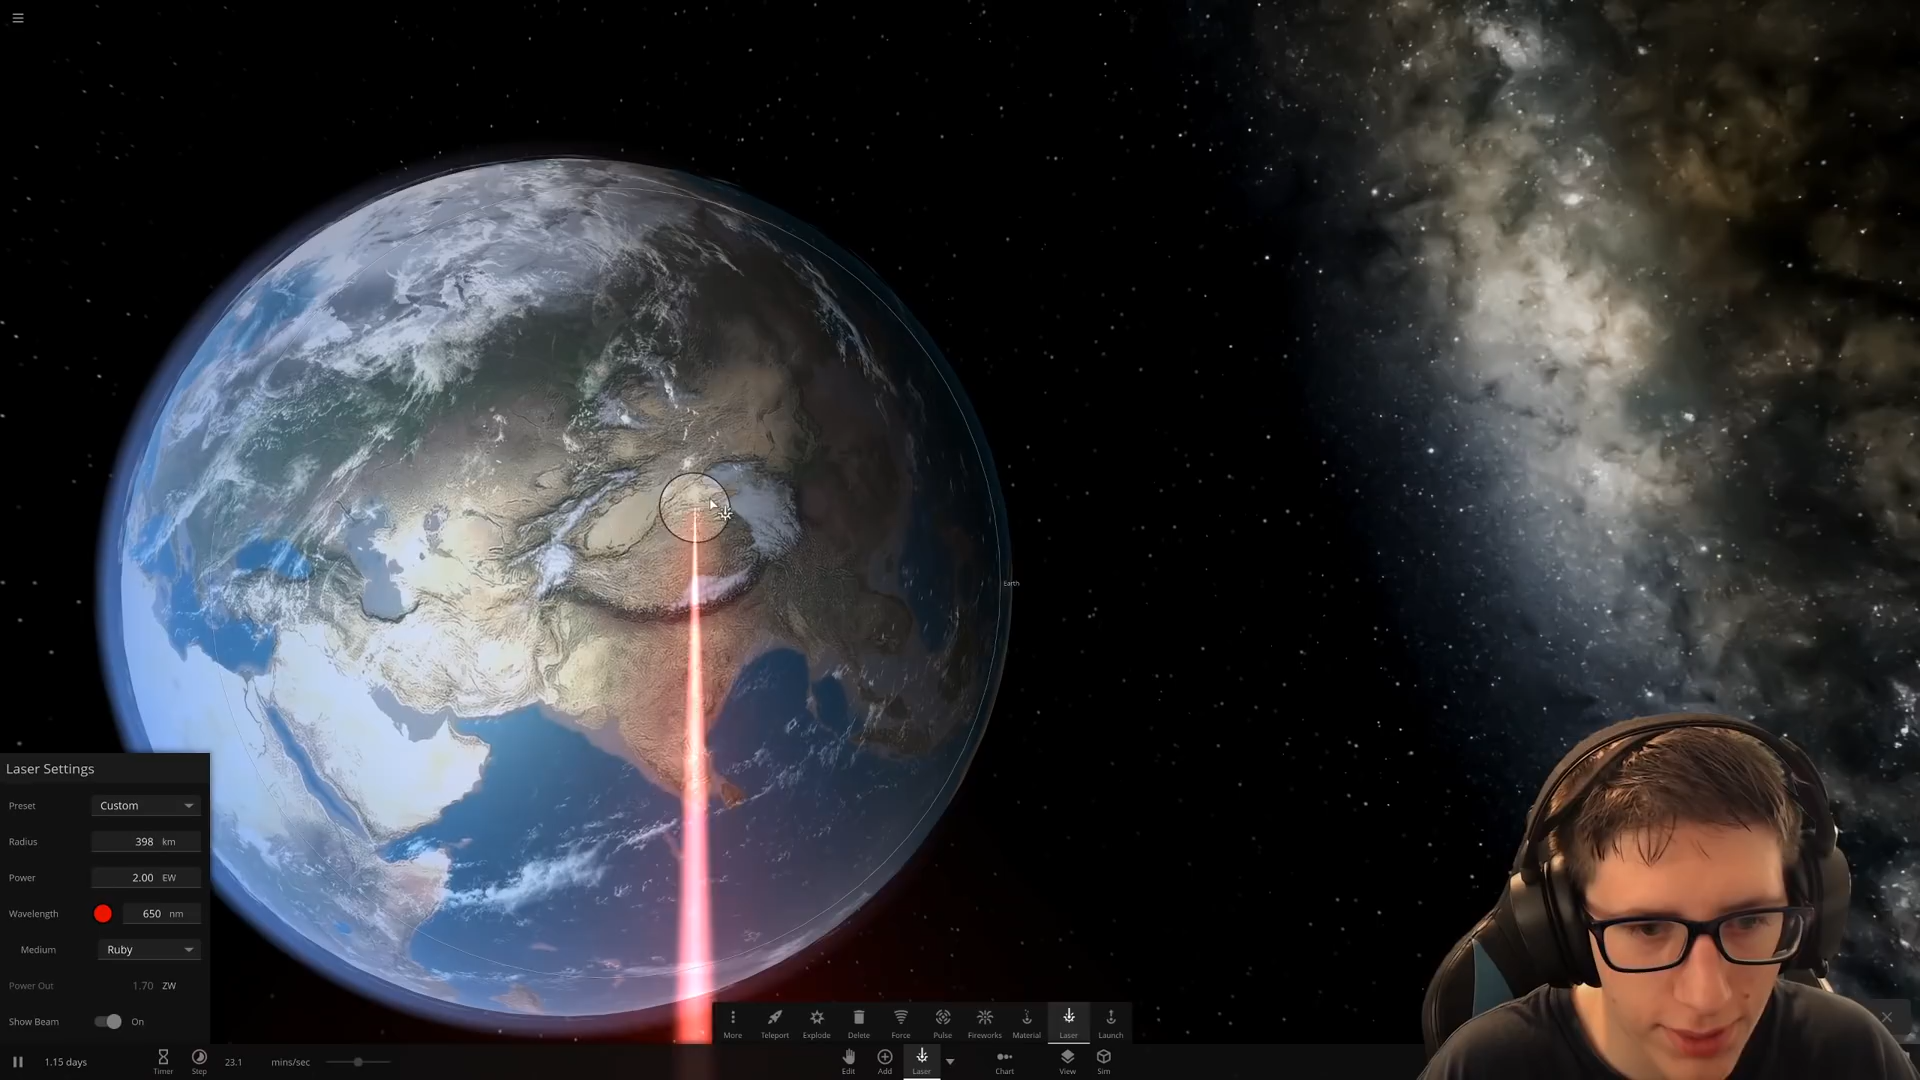 Earth
Laser Settings
Preset Custom
Radius 398 km
Power 2.00 EW
Wavelength 650 nm
Medium Ruby
Power Out 1.70 ZW
Show Beam On
More Teleport Explode Delete Force Pulse Fireworks Material Laser Launch
1.15 days Timer Step 23.1 mins/sec Edit Add Laser Chart View Sim